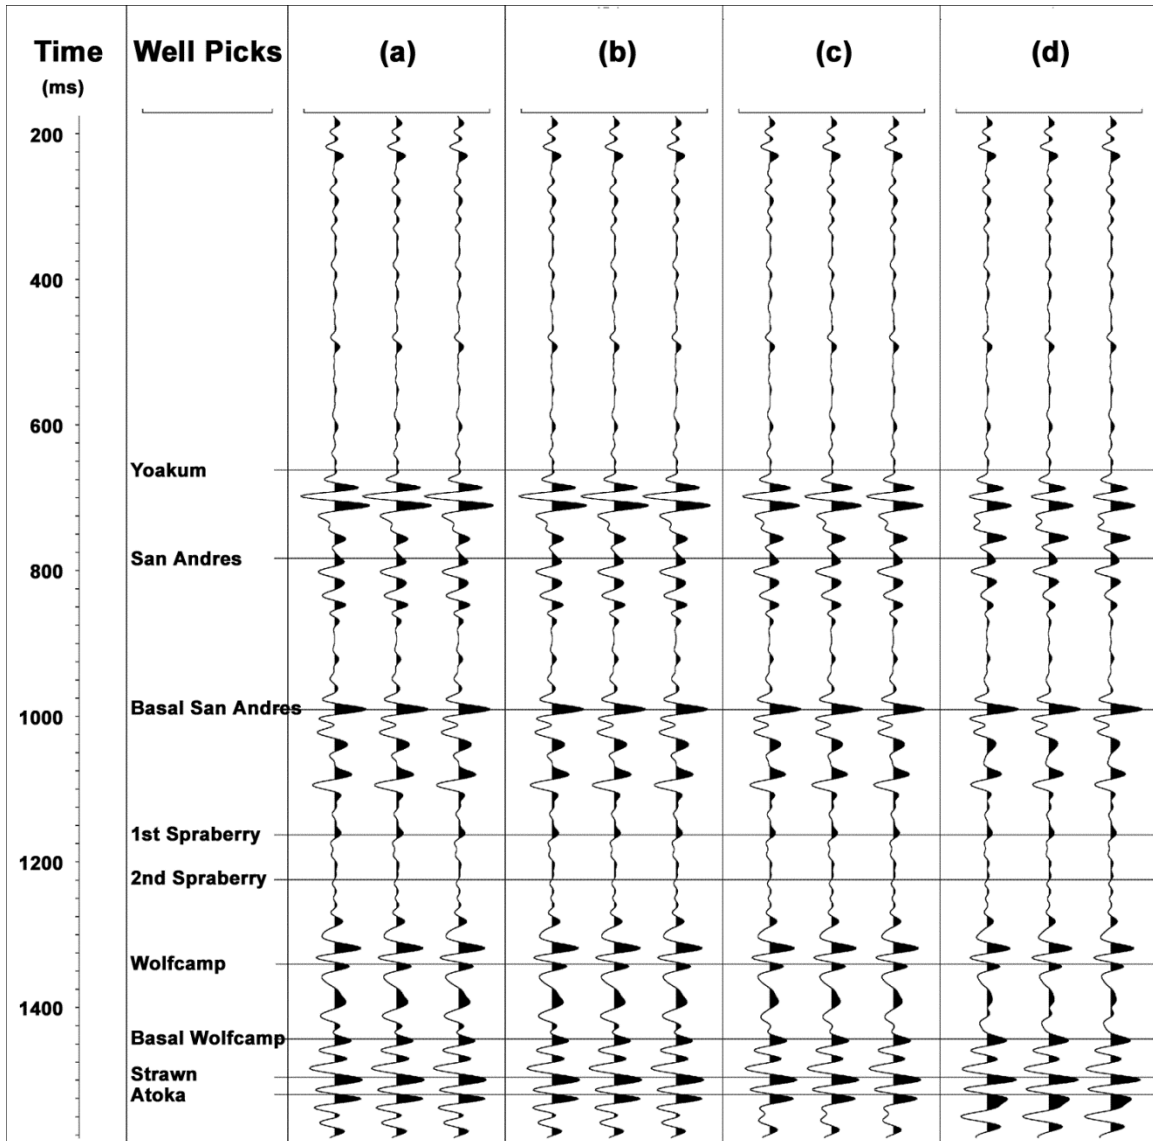 Time Well Picks (a) (b) (c) (d)
(ms)
200
400
600
Yoakum
San Andres
800
Basal San Andres
1000
1st Spraberry
1200
2nd Spraberry
Wolfcamp
1400
Basal Wolfcamp
Strawn
Atoka